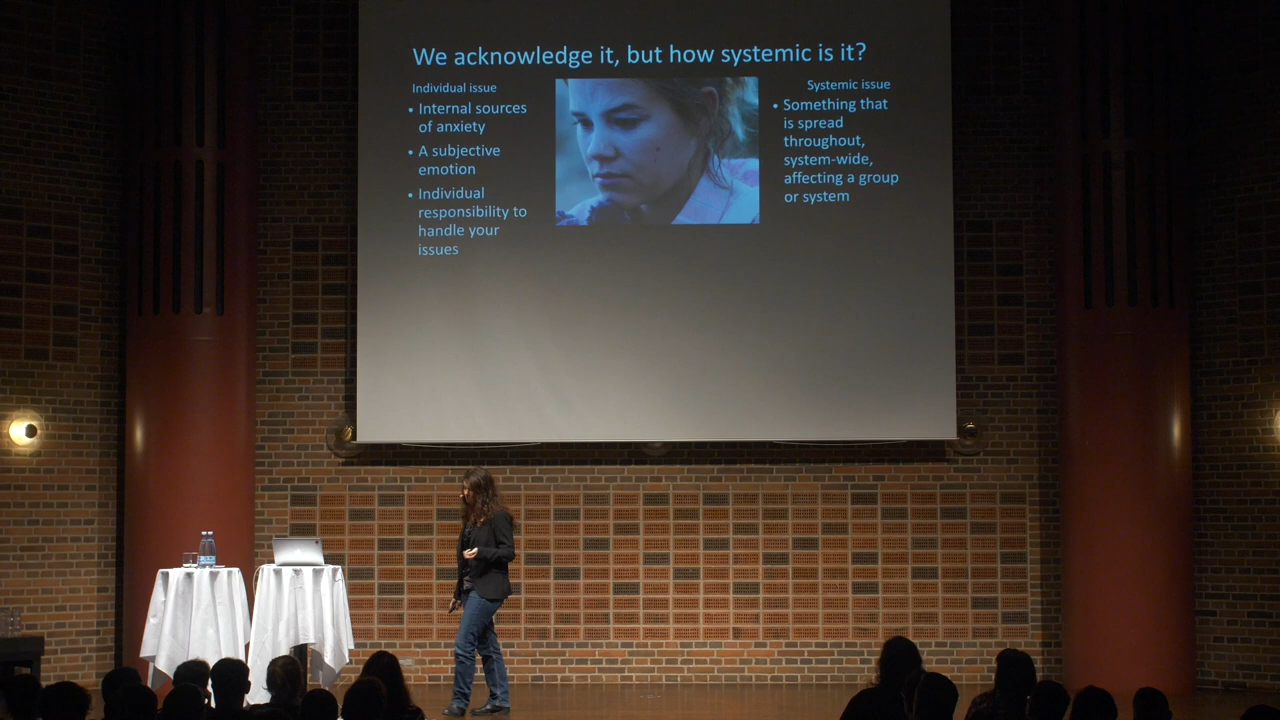 We acknowledge it, but how systemic is it?
Individual issue
• Internal sources
of anxiety
• A subjective
emotion
• Individual
responsibility to
handle your
issues
Systemic issue
• Something that
is spread
throughout,
system-wide,
affecting a group
or system